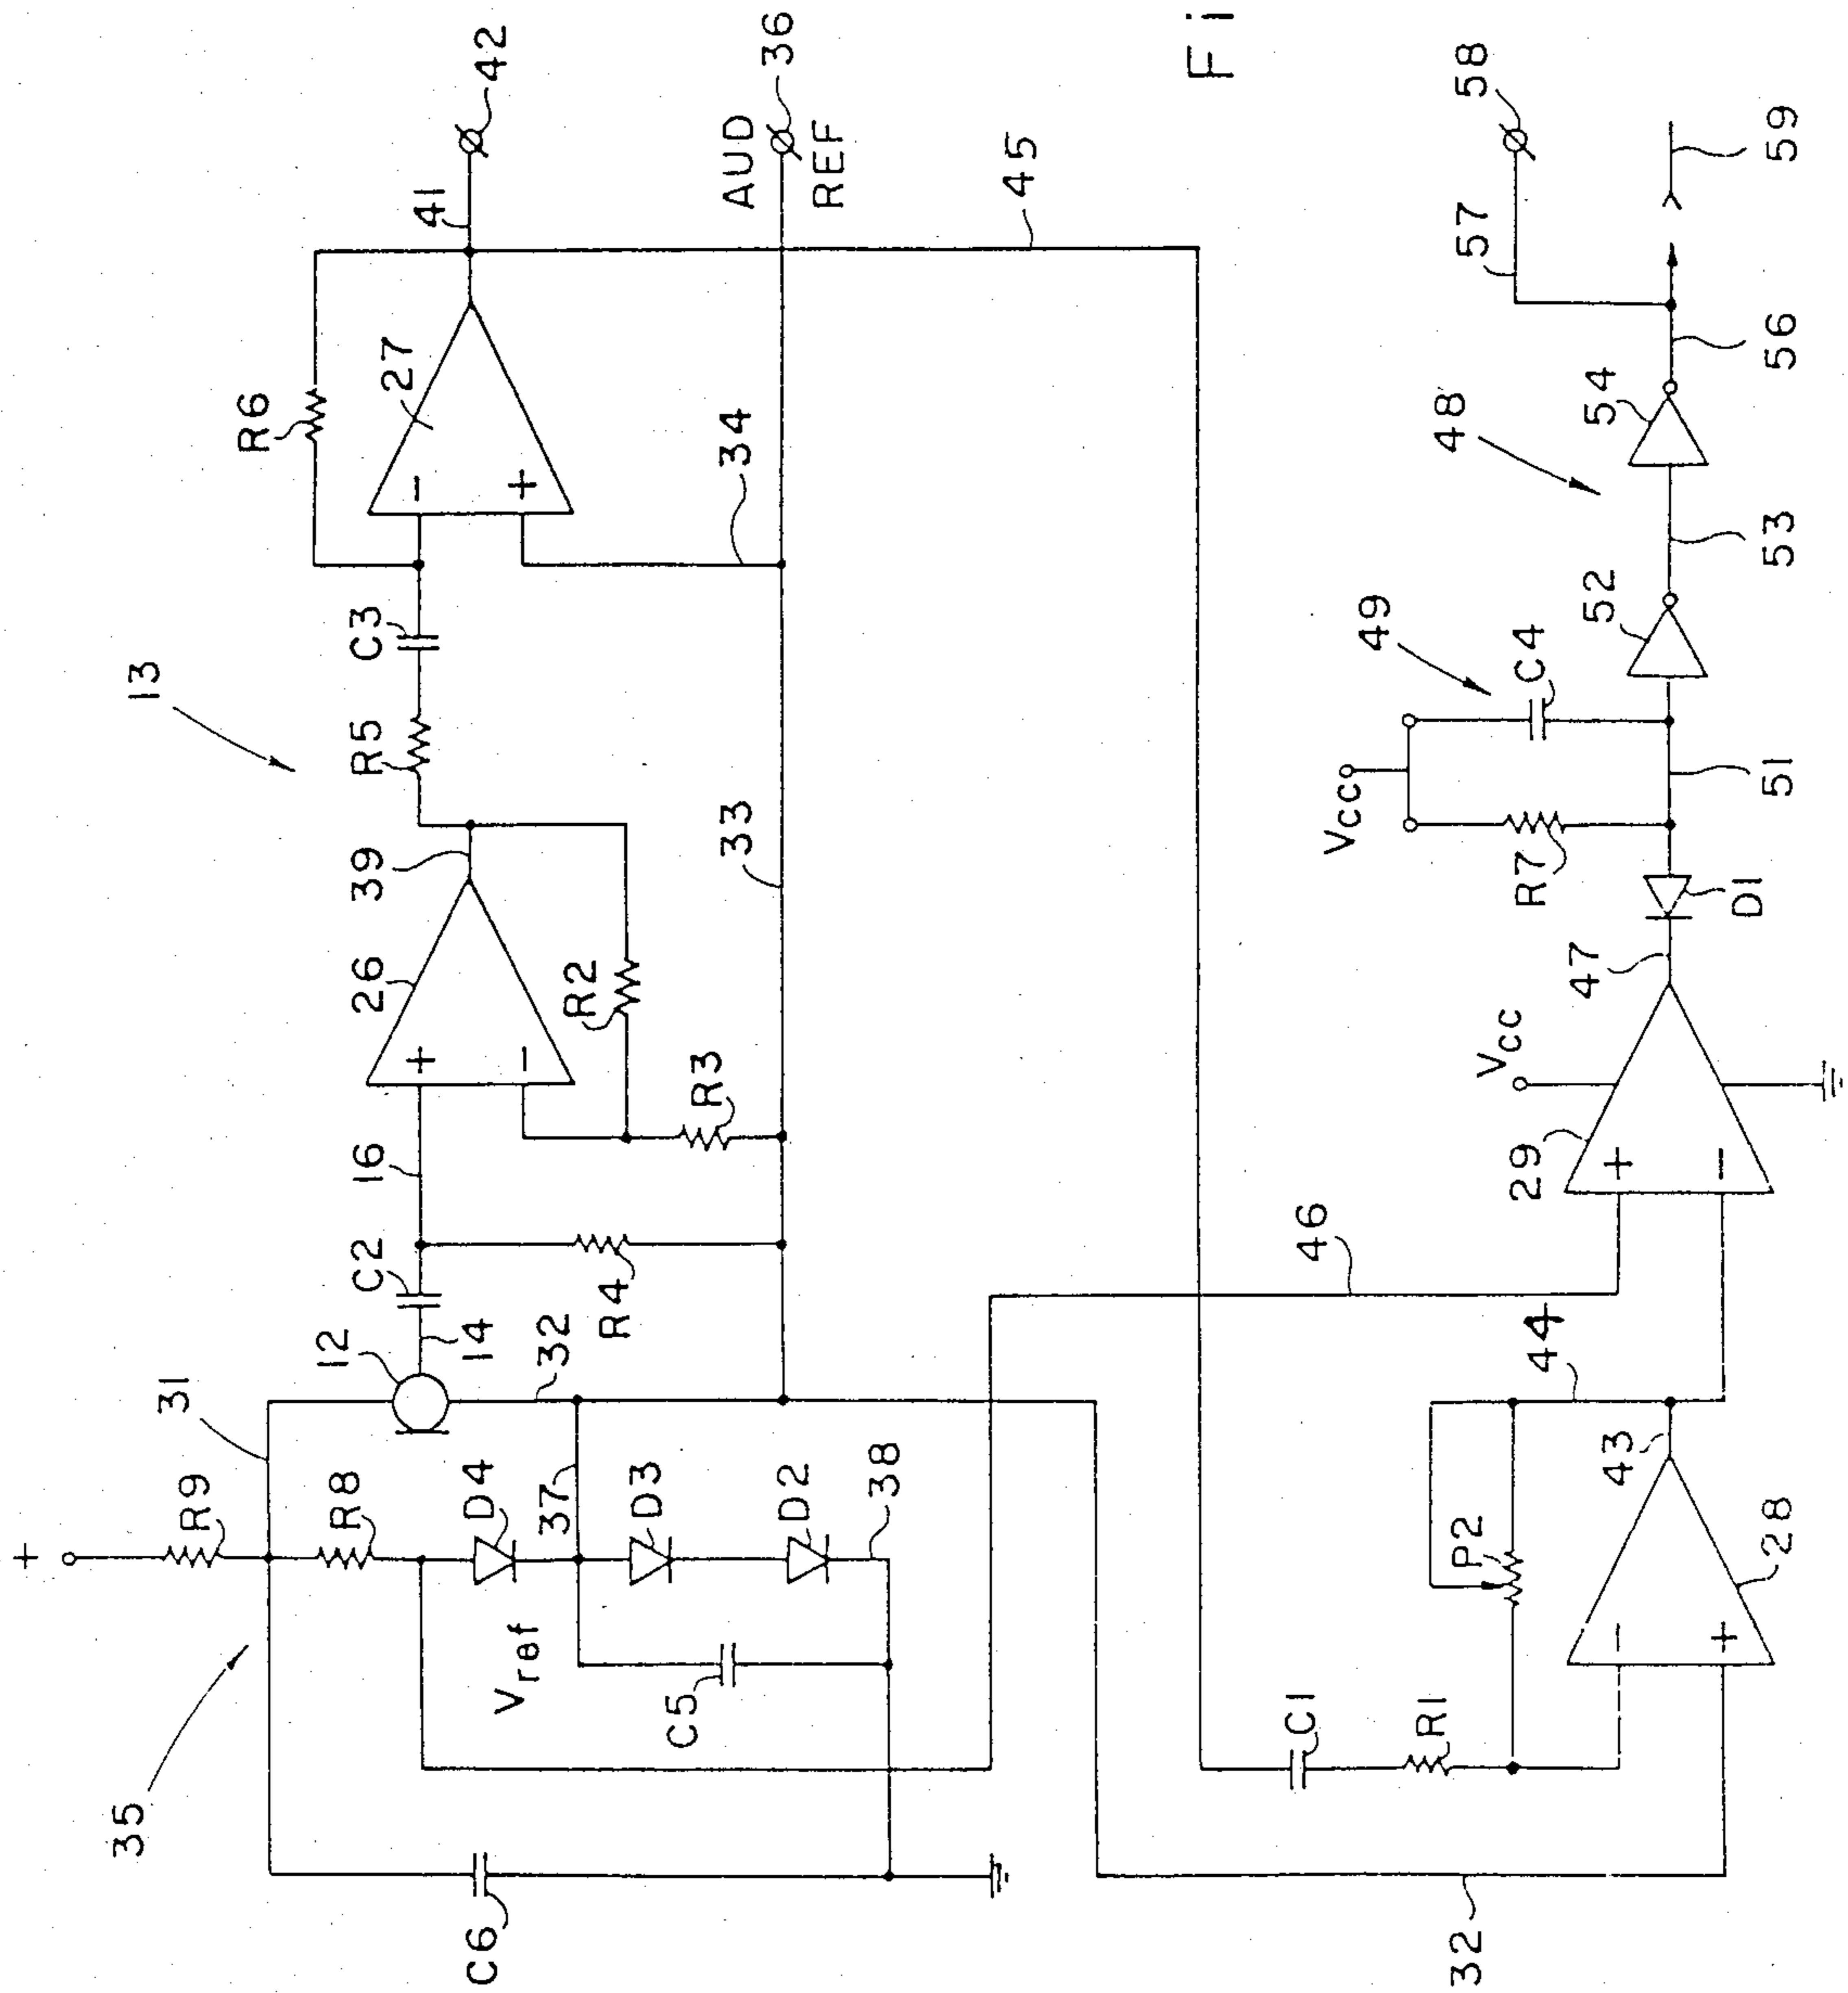 +
R9
31
12
14
C2
16
26
39
13
R5
C3
R6
27
41
42
35
R8
D4
37
32
R4
R3
R2
33
34
AUD
REF
36
Vref
D3
D2
38
C5
C6
+
-
-
+
45
Fi
46
44
C1
R1
P2
43
28
-
+
32
29
+
-
Vcc
47
D1
Vcc
R7
49
C4
51
52
53
48
54
56
57
58
59